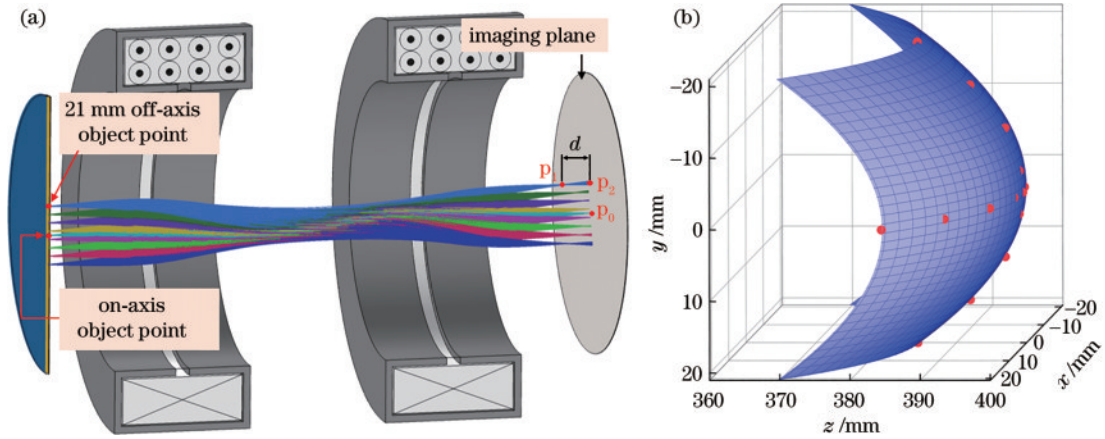 (a)
imaging plane
21 mm off-axis
object point
d
p1
p2
p0
on-axis
object point
(b)
−20
−10
0
10
20
y /mm
360
370
380
390
400
z /mm
20
10
0
−10
−20
x /mm